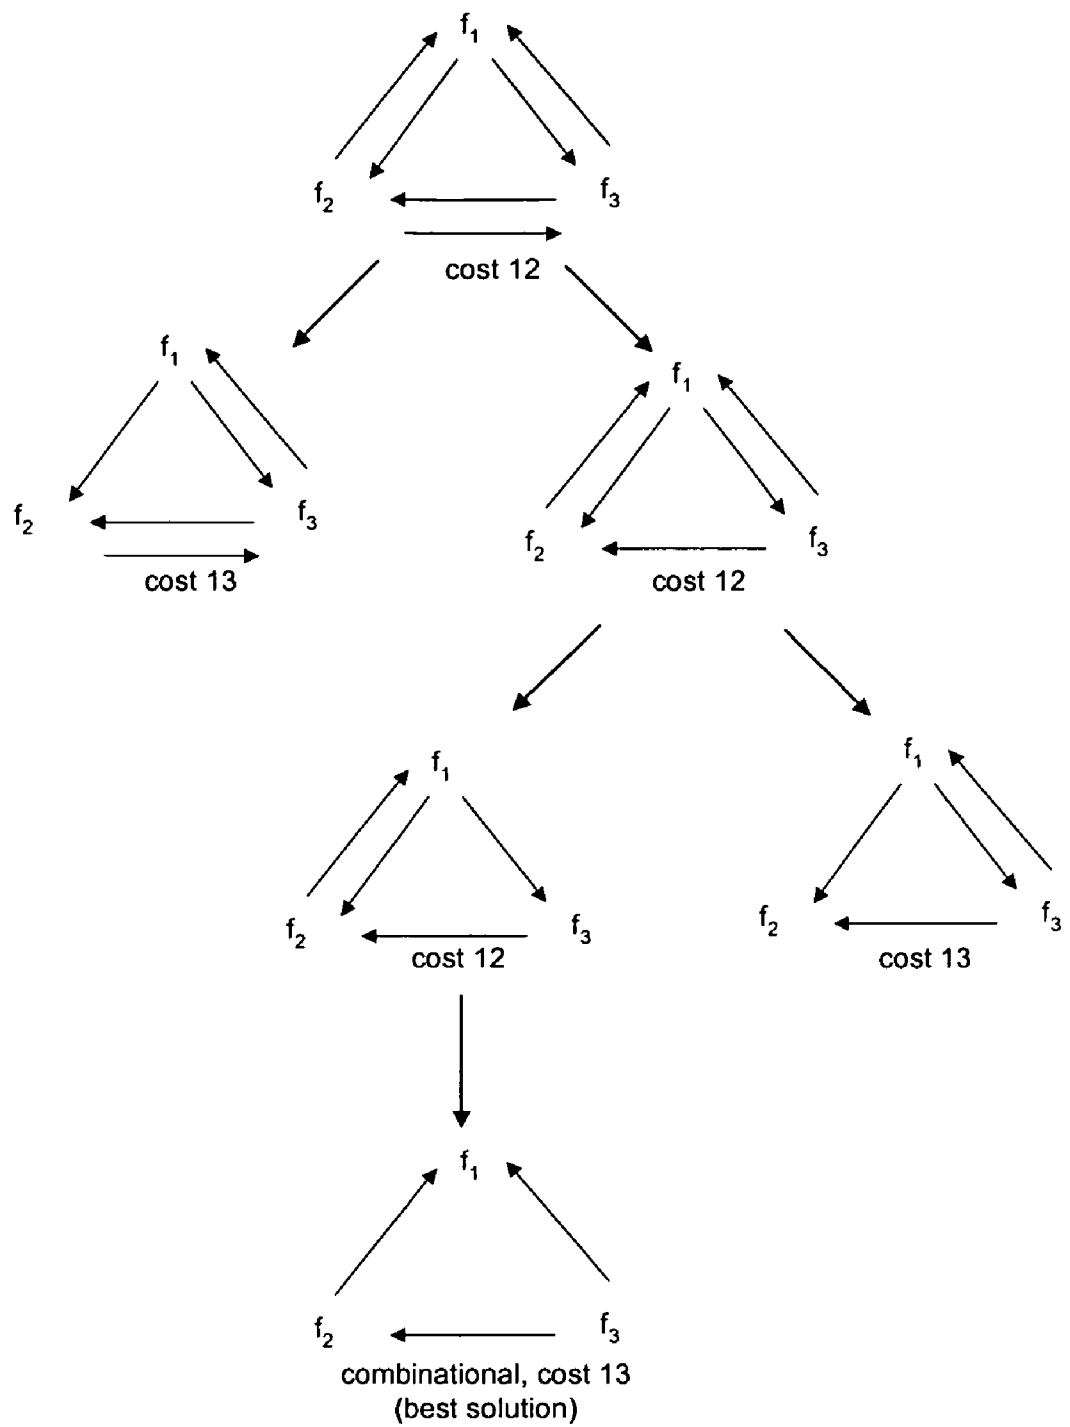 f₁
f₂ f₃
cost 12
f₁
f₂ f₃
cost 13
f₁
f₂ f₃
cost 12
f₁
f₂ f₃
cost 12
f₁
f₂ f₃
cost 13
f₁
f₂ f₃
combinational, cost 13
(best solution)